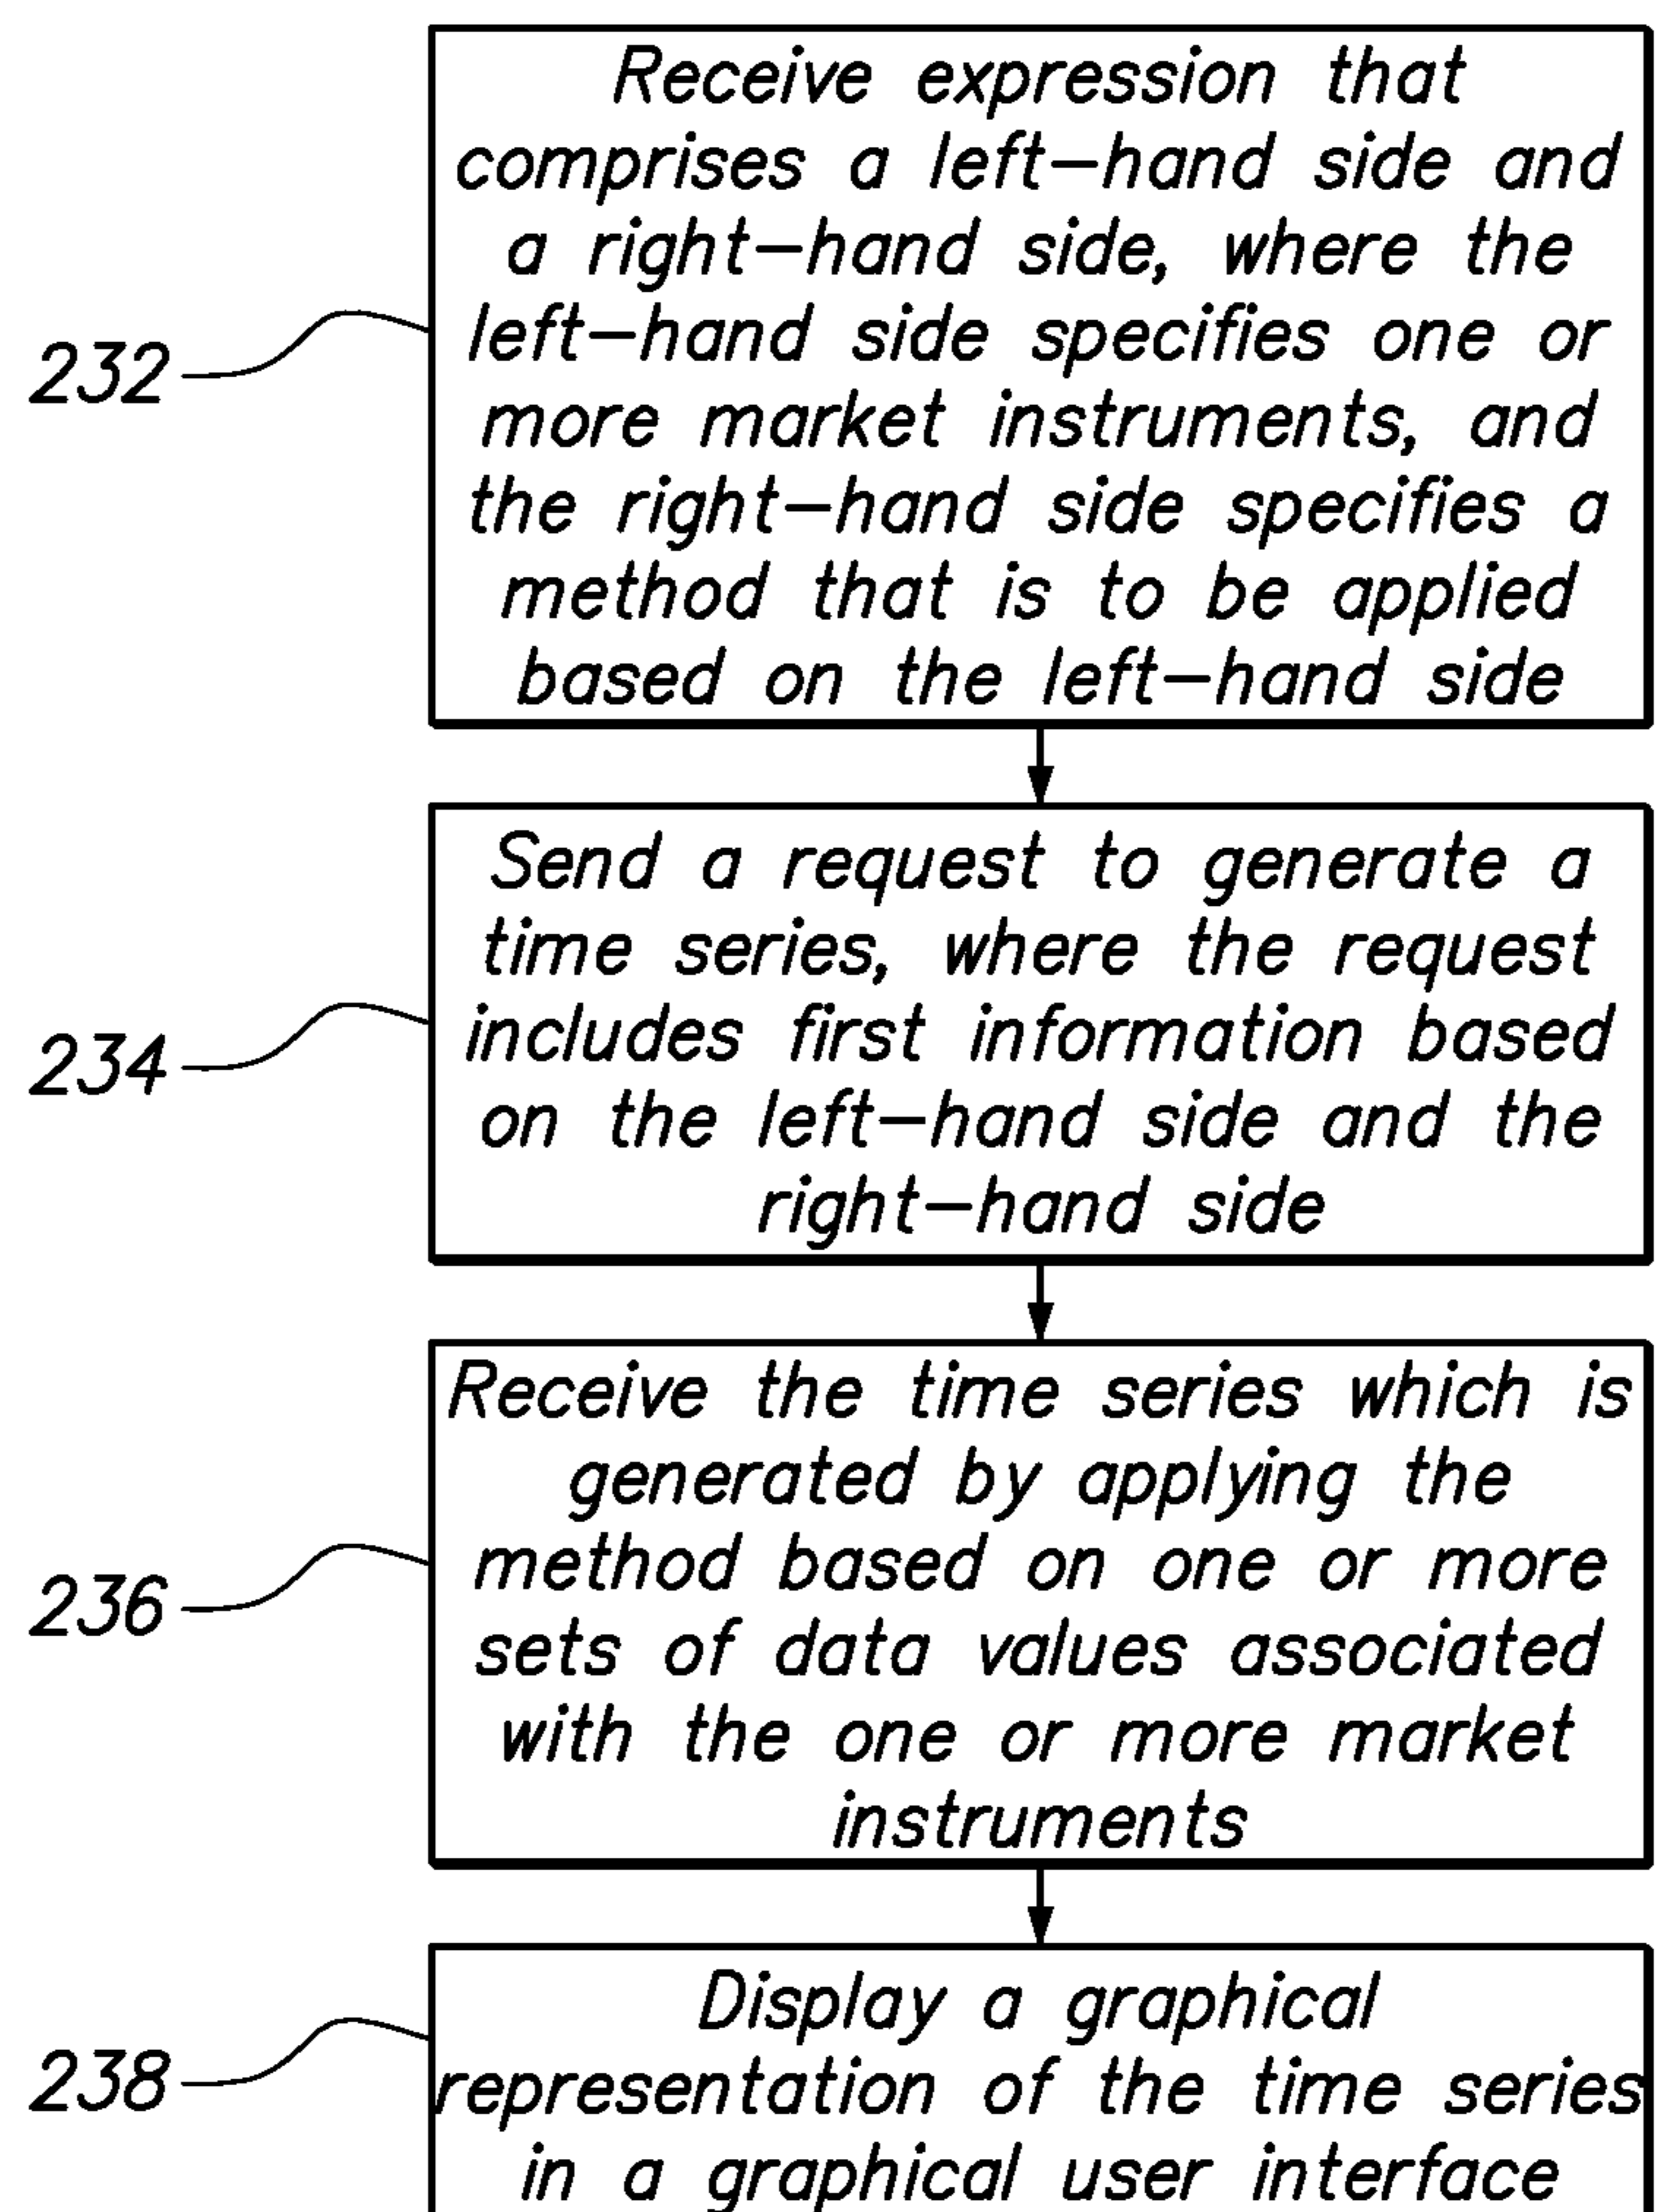 Receive expression that
comprises a left-hand side and
a right-hand side, where the
left-hand side specifies one or
more market instruments, and
the right-hand side specifies a
method that is to be applied
based on the left-hand side
232
Send a request to generate a
time series, where the request
includes first information based
on the left-hand side and the
right-hand side
234
Receive the time series which is
generated by applying the
method based on one or more
sets of data values associated
with the one or more market
instruments
236
Display a graphical
representation of the time series
in a graphical user interface
238